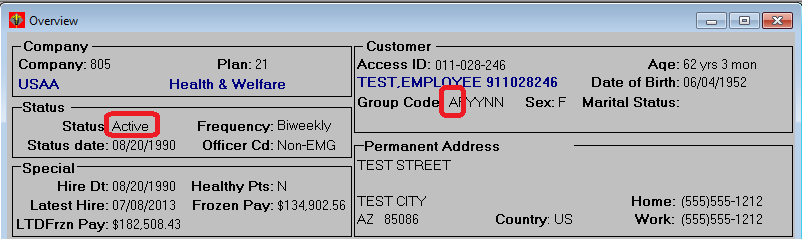 Overview
Company
Company: 805 Plan: 21
USAA Health & Welfare
Status
Status Active Frequency: Biweekly
Status date: 08/20/1990 Officer Cd: Non-EMG
Special
Hire Dt: 08/20/1990 Healthy Pts: N
Latest Hire: 07/08/2013 Frozen Pay: $134,902.56
LTDFrzn Pay: $182,508.43
Customer
Access ID: 011-028-246 Age: 62 yrs 3 mon
TEST,EMPLOYEE 911028246 Date of Birth: 06/04/1952
Group Code: AFYYNN Sex: F Marital Status:
Permanent Address
TEST STREET
TEST CITY Home: (555)555-1212
AZ 85086 Country: US Work: (555)555-1212